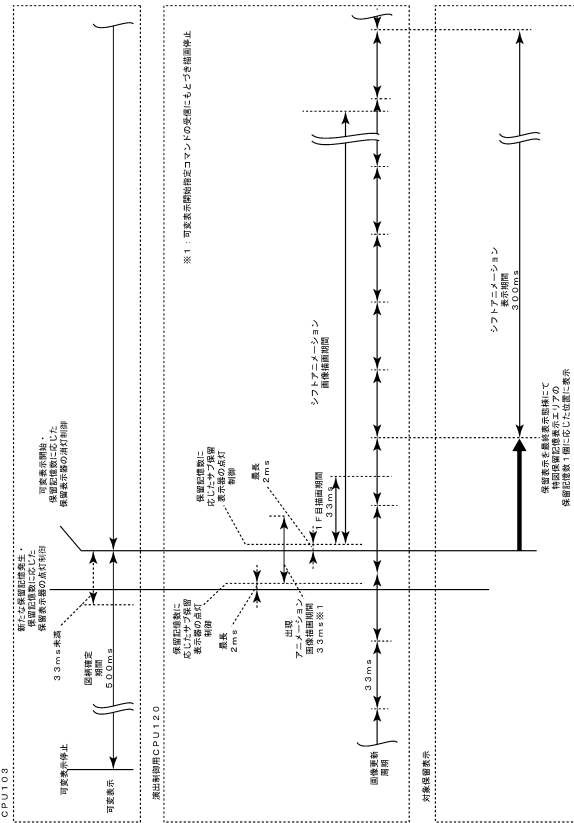 CPU103
可変表示停止
可変表示
図柄確定
期間
500ms
33ms未満
新たな保留記憶発生・
保留記憶数に応じた
保留表示器の点灯制御
可変表示開始・
保留記憶数に応じた
保留表示器の消灯制御
演出制御用CPU120
保留記憶数に
応じたサブ保留
表示器の点灯
制御
最長
2ms
出現
アニメーション
画像描画期間
33ms※1
保留記憶数に
応じたサブ保留
表示器の点灯
制御
最長
2ms
1F目描画期間
33ms
シフトアニメーション
画像描画期間
※1:可変表示開始指定コマンドの受信にもとづき描画停止
画像更新
周期
33ms
対象保留表示
シフトアニメーション
表示期間
300ms
保留表示を最終表示態様にて
特図保留記憶表示エリアの
保留記憶数1個に応じた位置に表示